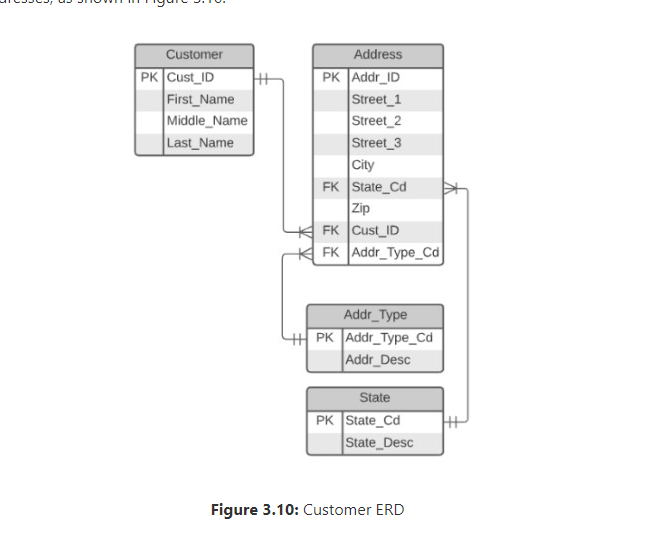 as shown in Figure 3.10.
Customer
PK Cust_ID
First_Name
Middle_Name
Last_Name
Address
PK Addr_ID
Street_1
Street_2
Street_3
City
FK State_Cd
Zip
FK Cust_ID
FK Addr_Type_Cd
Addr_Type
PK Addr_Type_Cd
Addr_Desc
State
PK State_Cd
State_Desc
Figure 3.10: Customer ERD